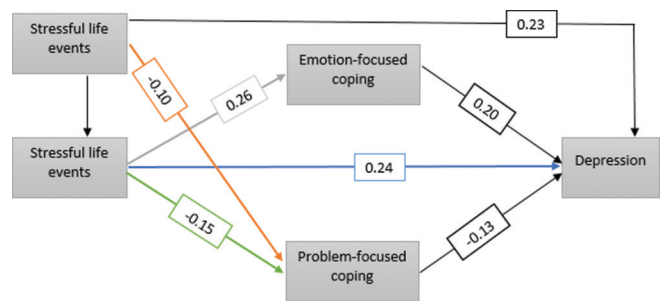 Stressful life
events
0.23
Emotion-focused
coping
-0.10
0.26
0.20
Stressful life
events
0.24
Depression
-0.15
-0.13
Problem-focused
coping